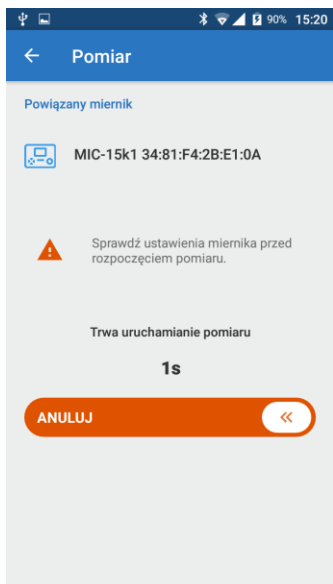 90% 15:20
Pomiar
Powiązany miernik
MIC-15k1 34:81:F4:2B:E1:0A
Sprawdź ustawienia miernika przed
rozpoczęciem pomiaru.
Trwa uruchamianie pomiaru
1s
ANULUJ